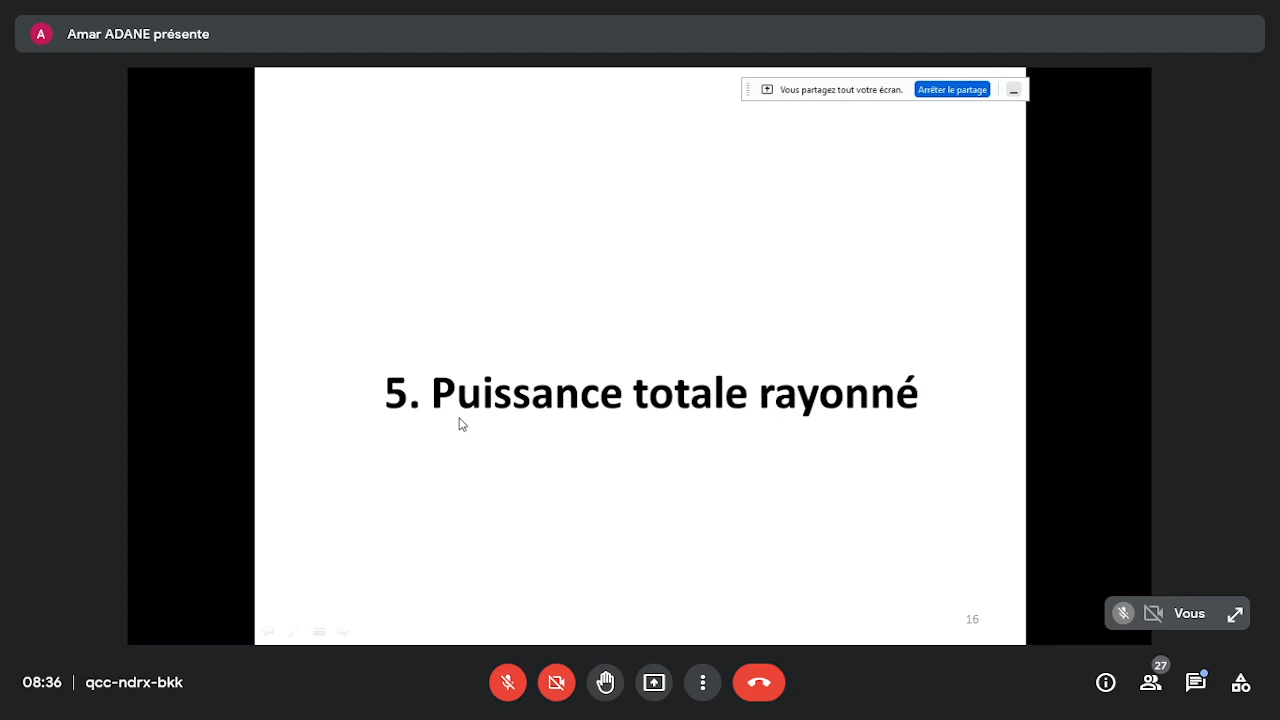 A
Amar ADANE présente
Vous partagez tout votre écran.
Arrêter le partage
5. Puissance totale rayonné
16
Vous
08:36 | qcc-ndrx-bkk
27